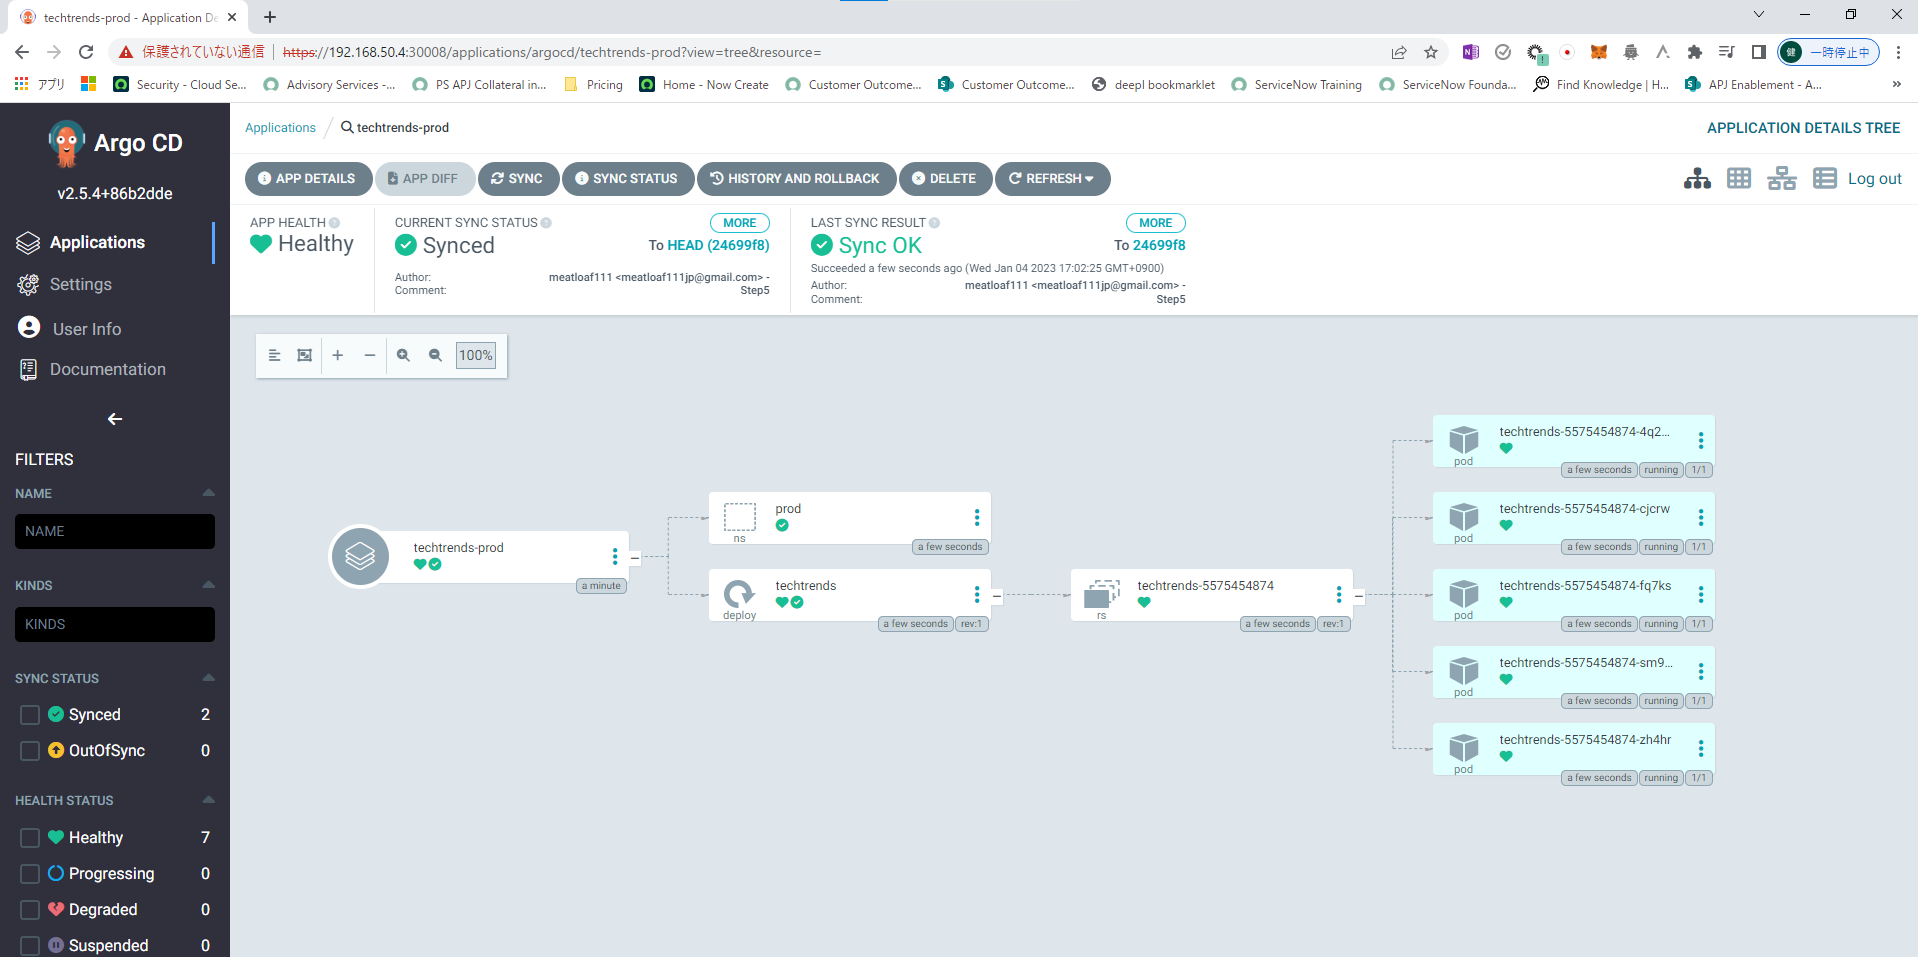 techtrends-prod - Application De
保護されていない通信 https://192.168.50.4:30008/applications/argocd/techtrends-prod?view=tree&resource=
健 一時停止中
アプリ Security - Cloud Se... Advisory Services -... PS APJ Collateral in... Pricing Home - Now Create Customer Outcome... Customer Outcome... deepl bookmarklet ServiceNow Training ServiceNow Founda... Find Knowledge | H... APJ Enablement - A... »
Argo CD
v2.5.4+86b2dde
Applications
Settings
User Info
Documentation
FILTERS
NAME
NAME
KINDS
KINDS
SYNC STATUS
Synced 2
OutOfSync 0
HEALTH STATUS
Healthy 7
Progressing 0
Degraded 0
Suspended 0
Applications / techtrends-prod
APPLICATION DETAILS TREE
APP DETAILS APP DIFF SYNC SYNC STATUS HISTORY AND ROLLBACK DELETE REFRESH
Log out
APP HEALTH
Healthy
CURRENT SYNC STATUS MORE
Synced To HEAD (24699f8)
Author: meatloaf111 <meatloaf111jp@gmail.com> -
Comment: Step5
LAST SYNC RESULT MORE
Sync OK To 24699f8
Succeeded a few seconds ago (Wed Jan 04 2023 17:02:25 GMT+0900)
Author: meatloaf111 <meatloaf111jp@gmail.com> -
Comment: Step5
100%
techtrends-prod
a minute
prod
ns
a few seconds
techtrends
deploy
a few seconds rev:1
techtrends-5575454874
rs
a few seconds rev:1
techtrends-5575454874-4q2...
pod
a few seconds running 1/1
techtrends-5575454874-cjcrw
pod
a few seconds running 1/1
techtrends-5575454874-fq7ks
pod
a few seconds running 1/1
techtrends-5575454874-sm9...
pod
a few seconds running 1/1
techtrends-5575454874-zh4hr
pod
a few seconds running 1/1